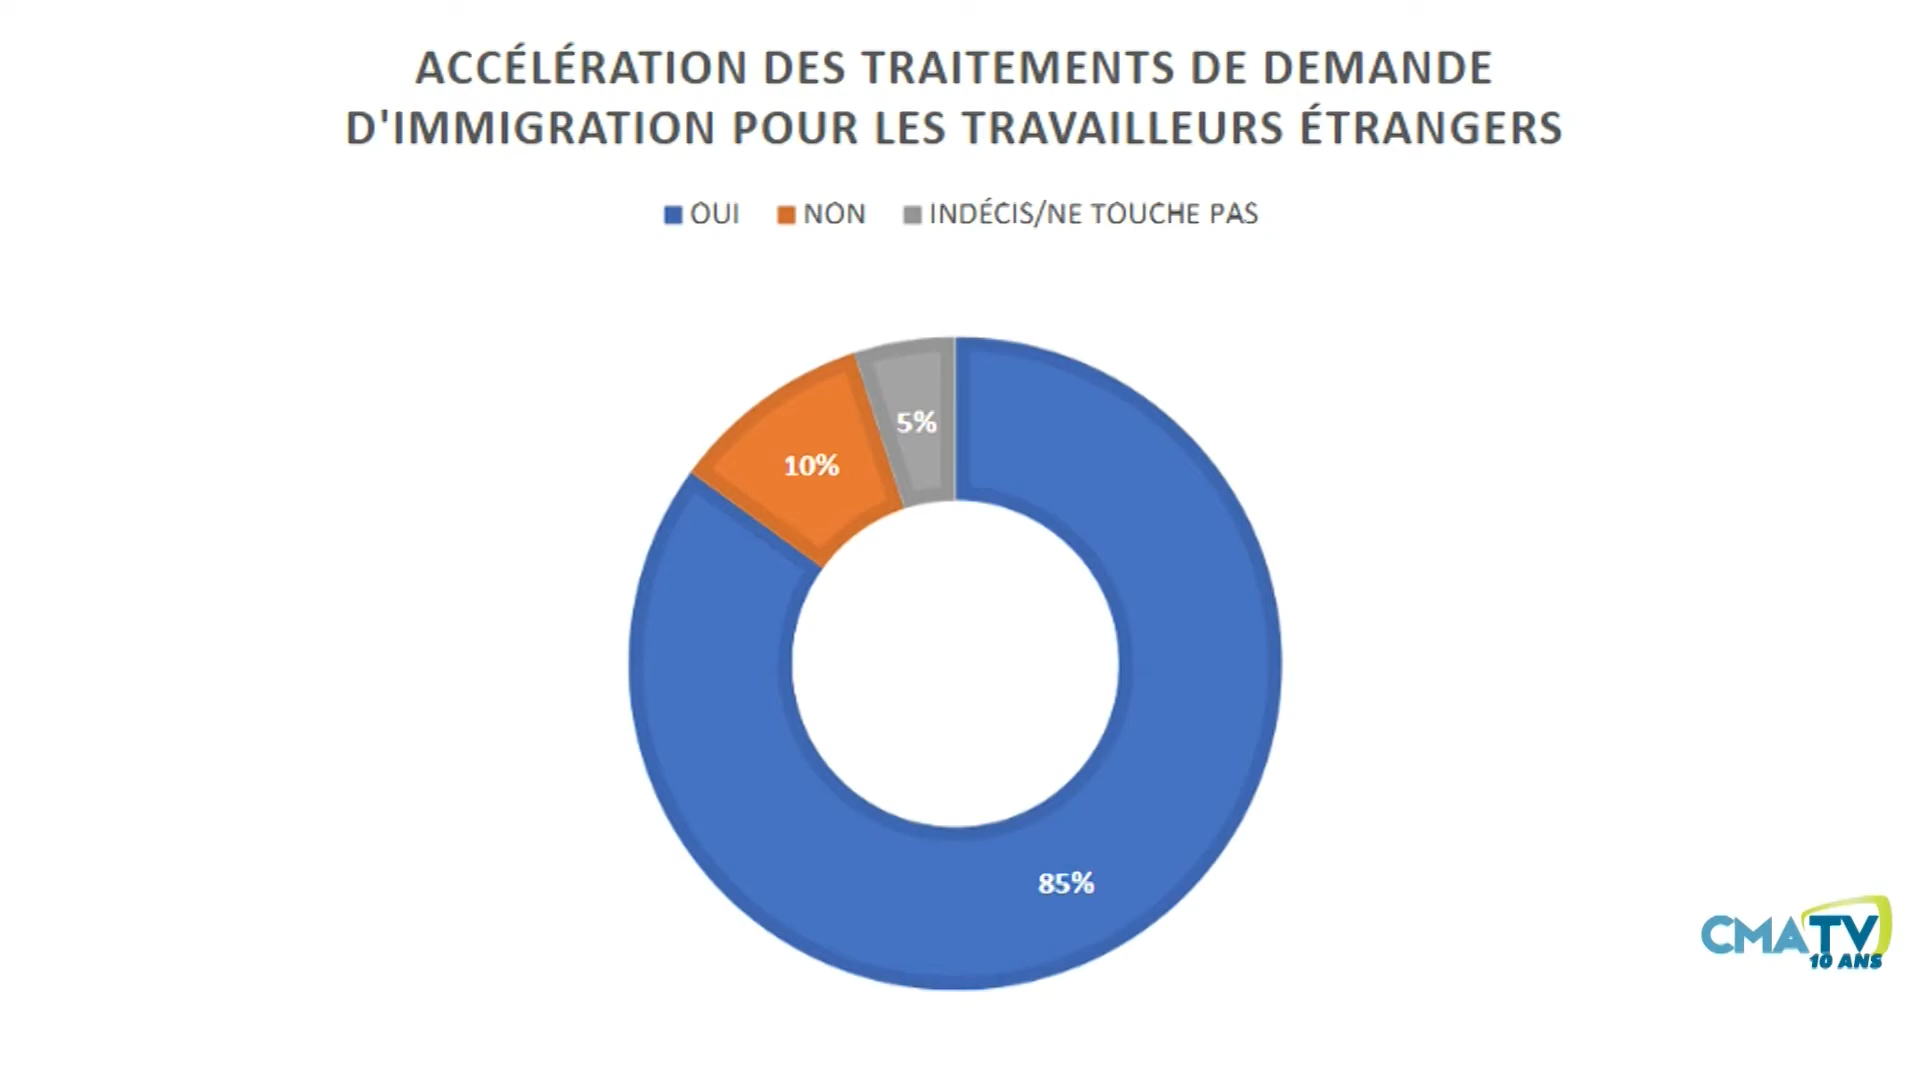 ACCÉLÉRATION DES TRAITEMENTS DE DEMANDE
D'IMMIGRATION POUR LES TRAVAILLEURS ÉTRANGERS
OUI NON INDÉCIS/NE TOUCHE PAS
5%
10%
85%
CMATV
10 ANS